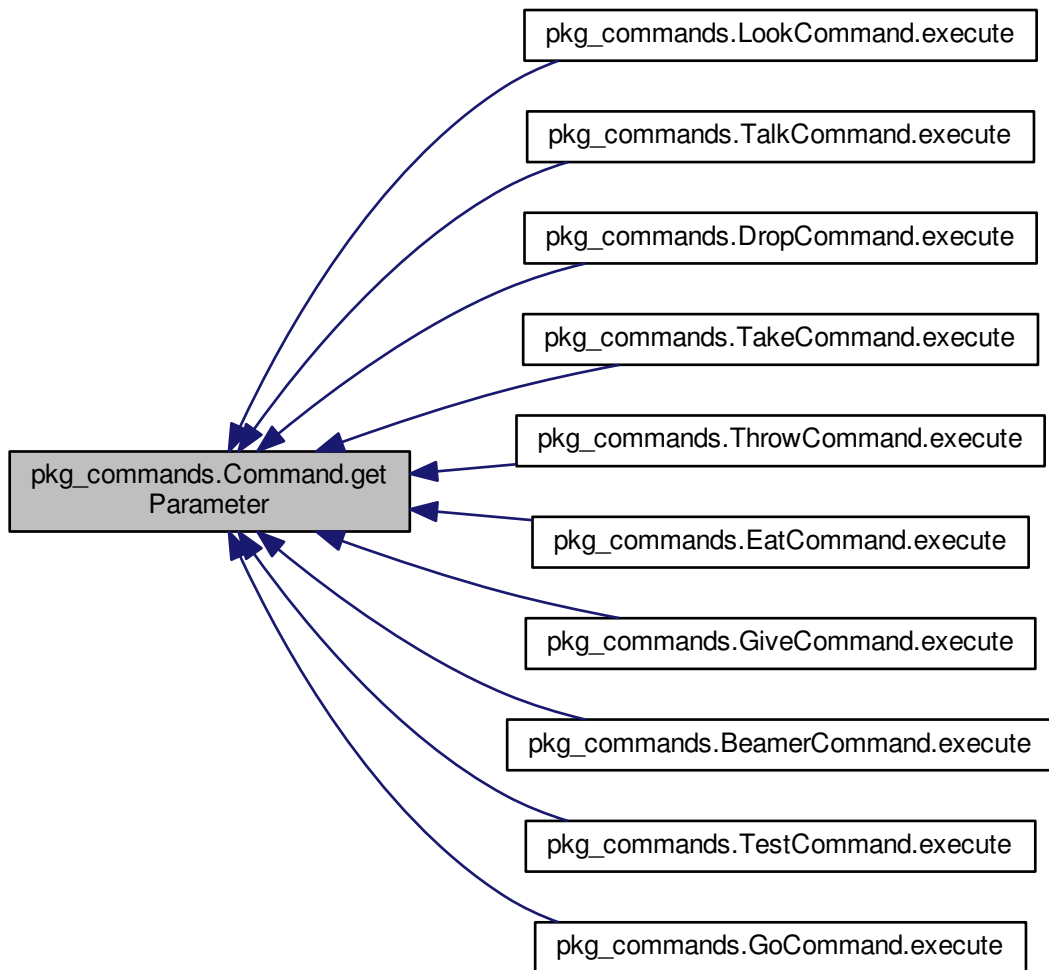 pkg_commands.LookCommand.execute
pkg_commands.TalkCommand.execute
pkg_commands.DropCommand.execute
pkg_commands.TakeCommand.execute
pkg_commands.ThrowCommand.execute
pkg_commands.Command.get
Parameter
pkg_commands.EatCommand.execute
pkg_commands.GiveCommand.execute
pkg_commands.BeamerCommand.execute
pkg_commands.TestCommand.execute
pkg_commands.GoCommand.execute